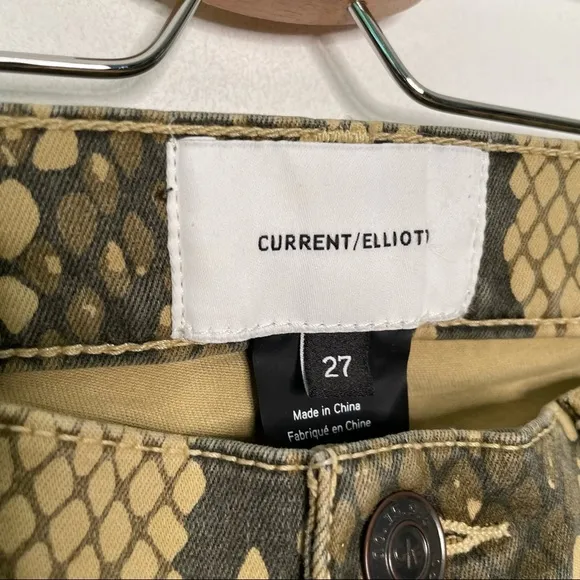 CURRENT/ELLIOTT
27
Made in China
Fabriqué en Chine